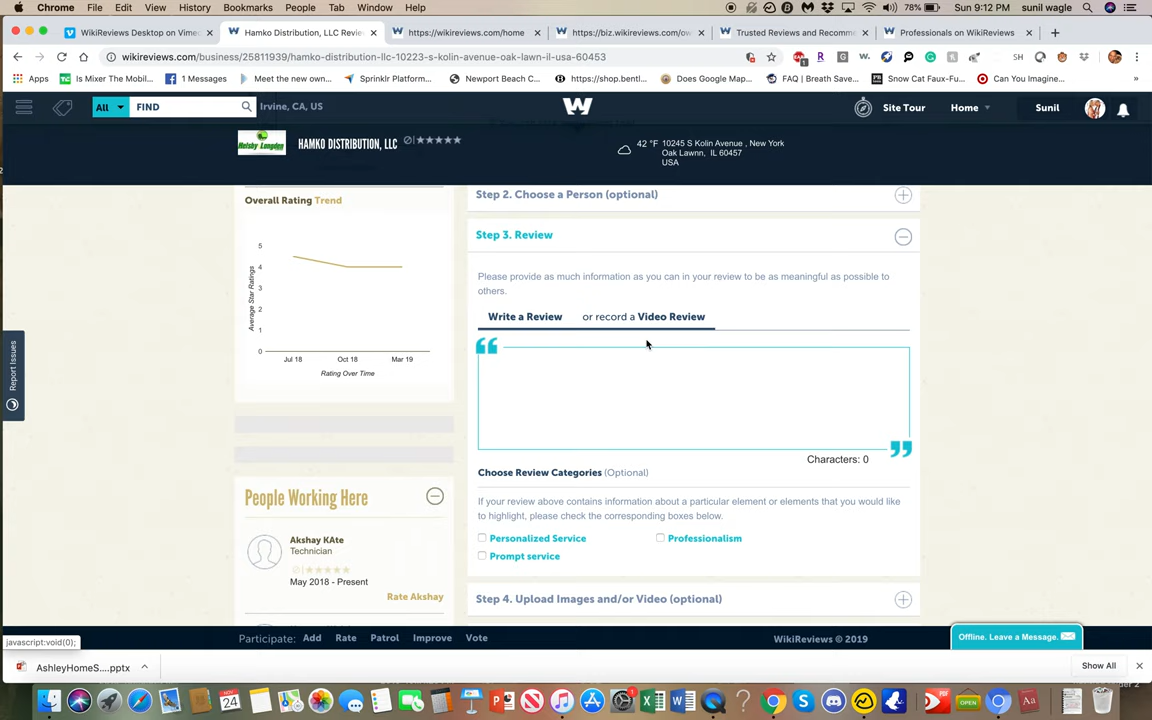 Chrome File Edit View History Bookmarks People Tab Window Help 78% Sun 9:12 PM sunil wagle
WikiReviews Desktop on Vime Hamko Distribution, LLC Revie https://wikireviews.com/home https://biz.wikireviews.com/ow Trusted Reviews and Recomm Professionals on WikiReviews
wikireviews.com/business/25811939/hamko-distribution-llc-10223-s-kolin-avenue-oak-lawn-il-usa-60453
Apps Is Mixer The Mobil... 1 Messages Meet the new own... Sprinklr Platform... Newport Beach C... https://shop.bentl... Does Google Map... FAQ | Breath Save... Snow Cat Faux-Fu... Can You Imagine...
All FIND Irvine, CA, US Site Tour Home Sunil
Helsby Longden HAMKO DISTRIBUTION, LLC
42 °F 10245 S Kolin Avenue , New York
Oak Lawnn, IL 60457
USA
Step 2. Choose a Person (optional)
Overall Rating Trend
Average Star Ratings
5
4
3
2
1
0
Jul 18 Oct 18 Mar 19
Rating Over Time
Step 3. Review
Please provide as much information as you can in your review to be as meaningful as possible to
others.
Write a Review or record a Video Review
Characters: 0
Choose Review Categories (Optional)
If your review above contains information about a particular element or elements that you would like
to highlight, please check the corresponding boxes below.
Personalized Service Professionalism
Prompt service
Step 4. Upload Images and/or Video (optional)
People Working Here
Akshay KAte
Technician
May 2018 - Present
Rate Akshay
Report Issues
javascript:void(0);
Participate: Add Rate Patrol Improve Vote WikiReviews © 2019 Offline. Leave a Message.
AshleyHomeS....pptx Show All